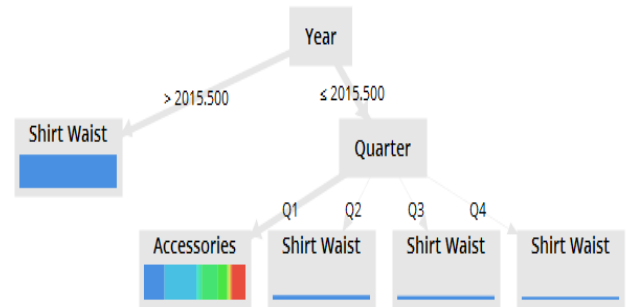 Year
> 2015.500
≤ 2015.500
Shirt Waist
Quarter
Q1
Q2
Q3
Q4
Accessories
Shirt Waist
Shirt Waist
Shirt Waist